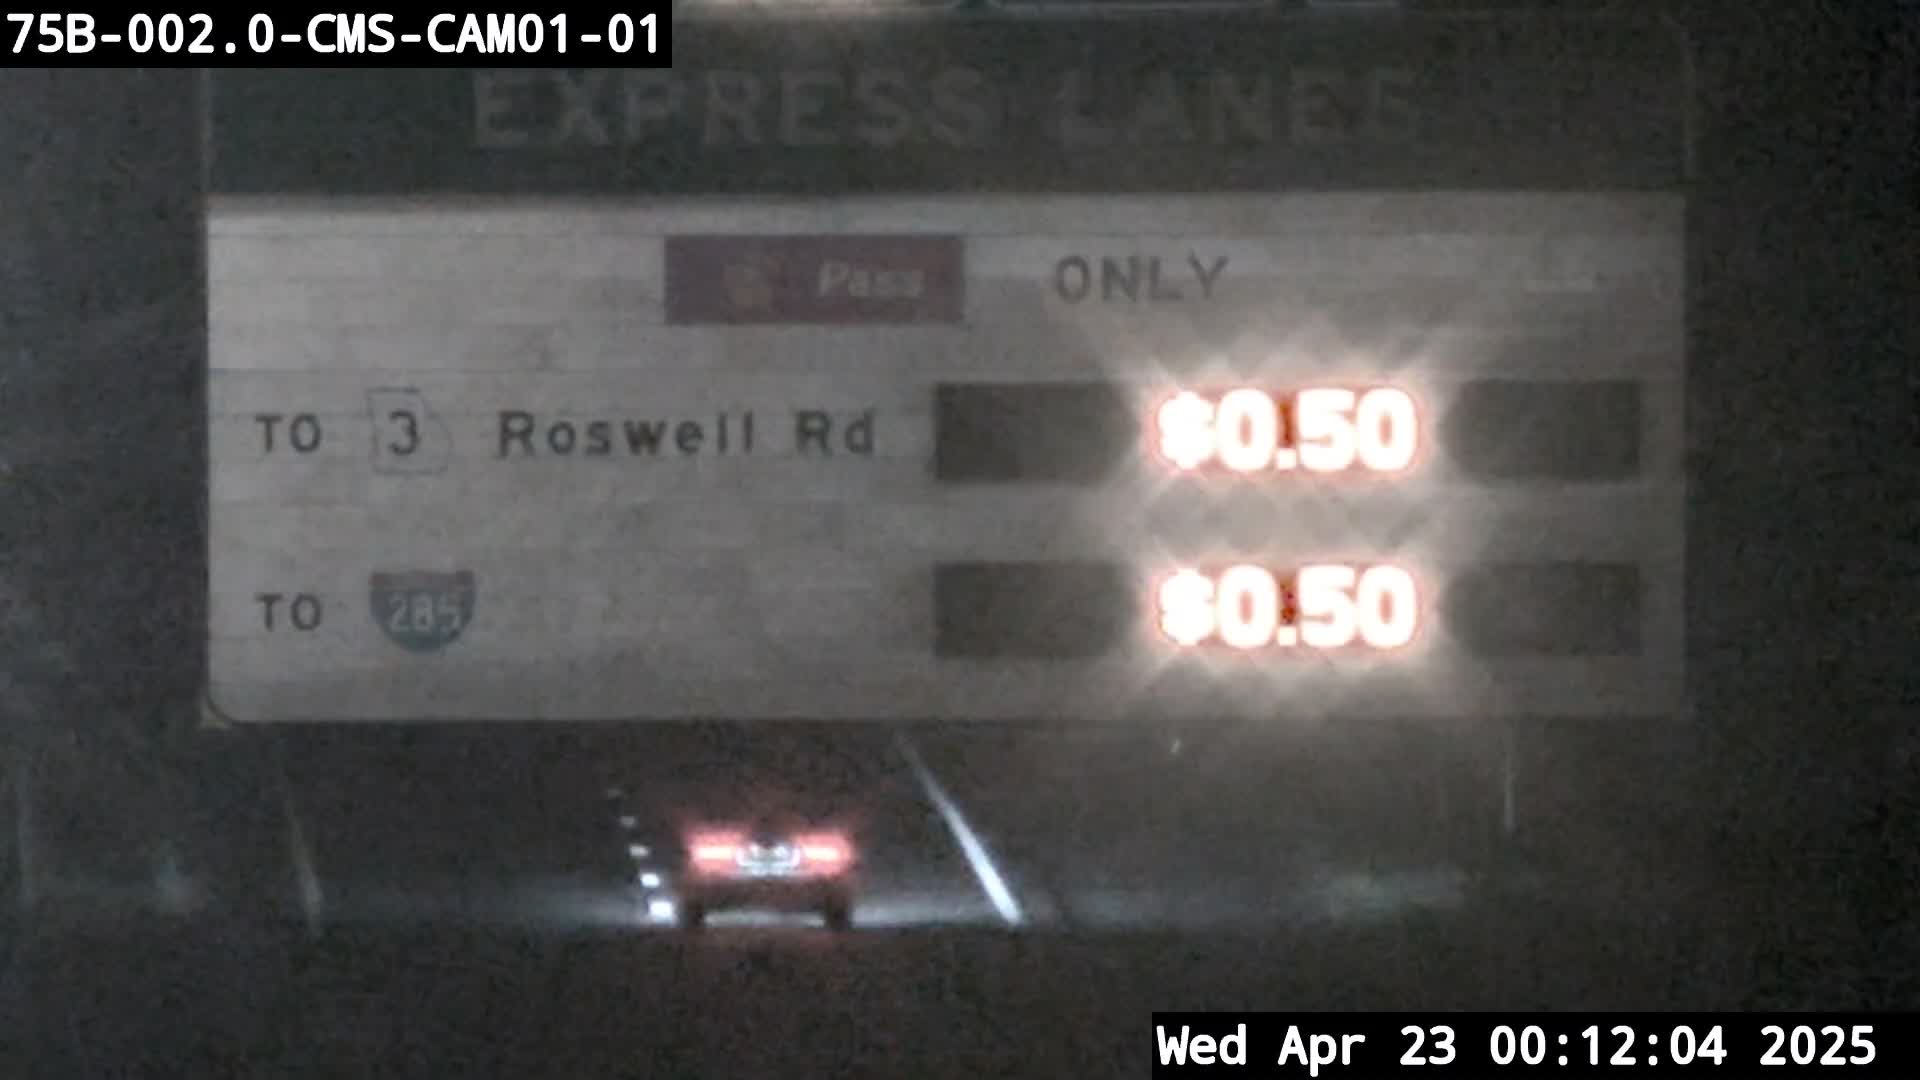 75B-002.0-CMS-CAM01-01
EXPRESS LANES
Pass ONLY
TO 3 Roswell Rd $0.50
TO 285 $0.50
Wed Apr 23 00:12:04 2025